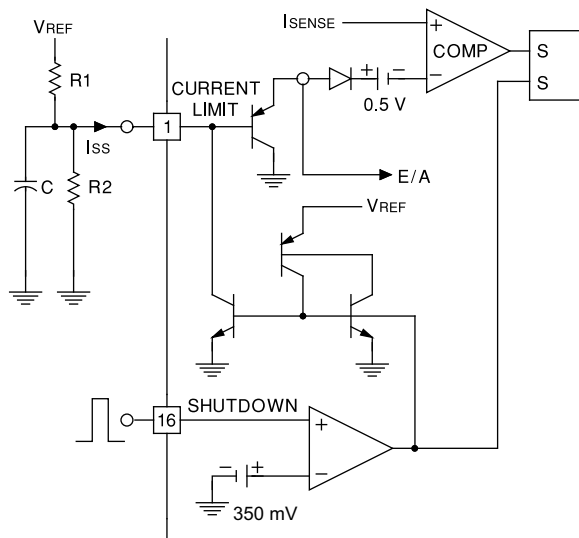 ISENSE
VREF
+
COMP
S
R1
CURRENT
LIMIT
+
−
−
S
0.5 V
1
ISS
E/A
C
R2
VREF
16
SHUTDOWN
+
−
+
−
350 mV